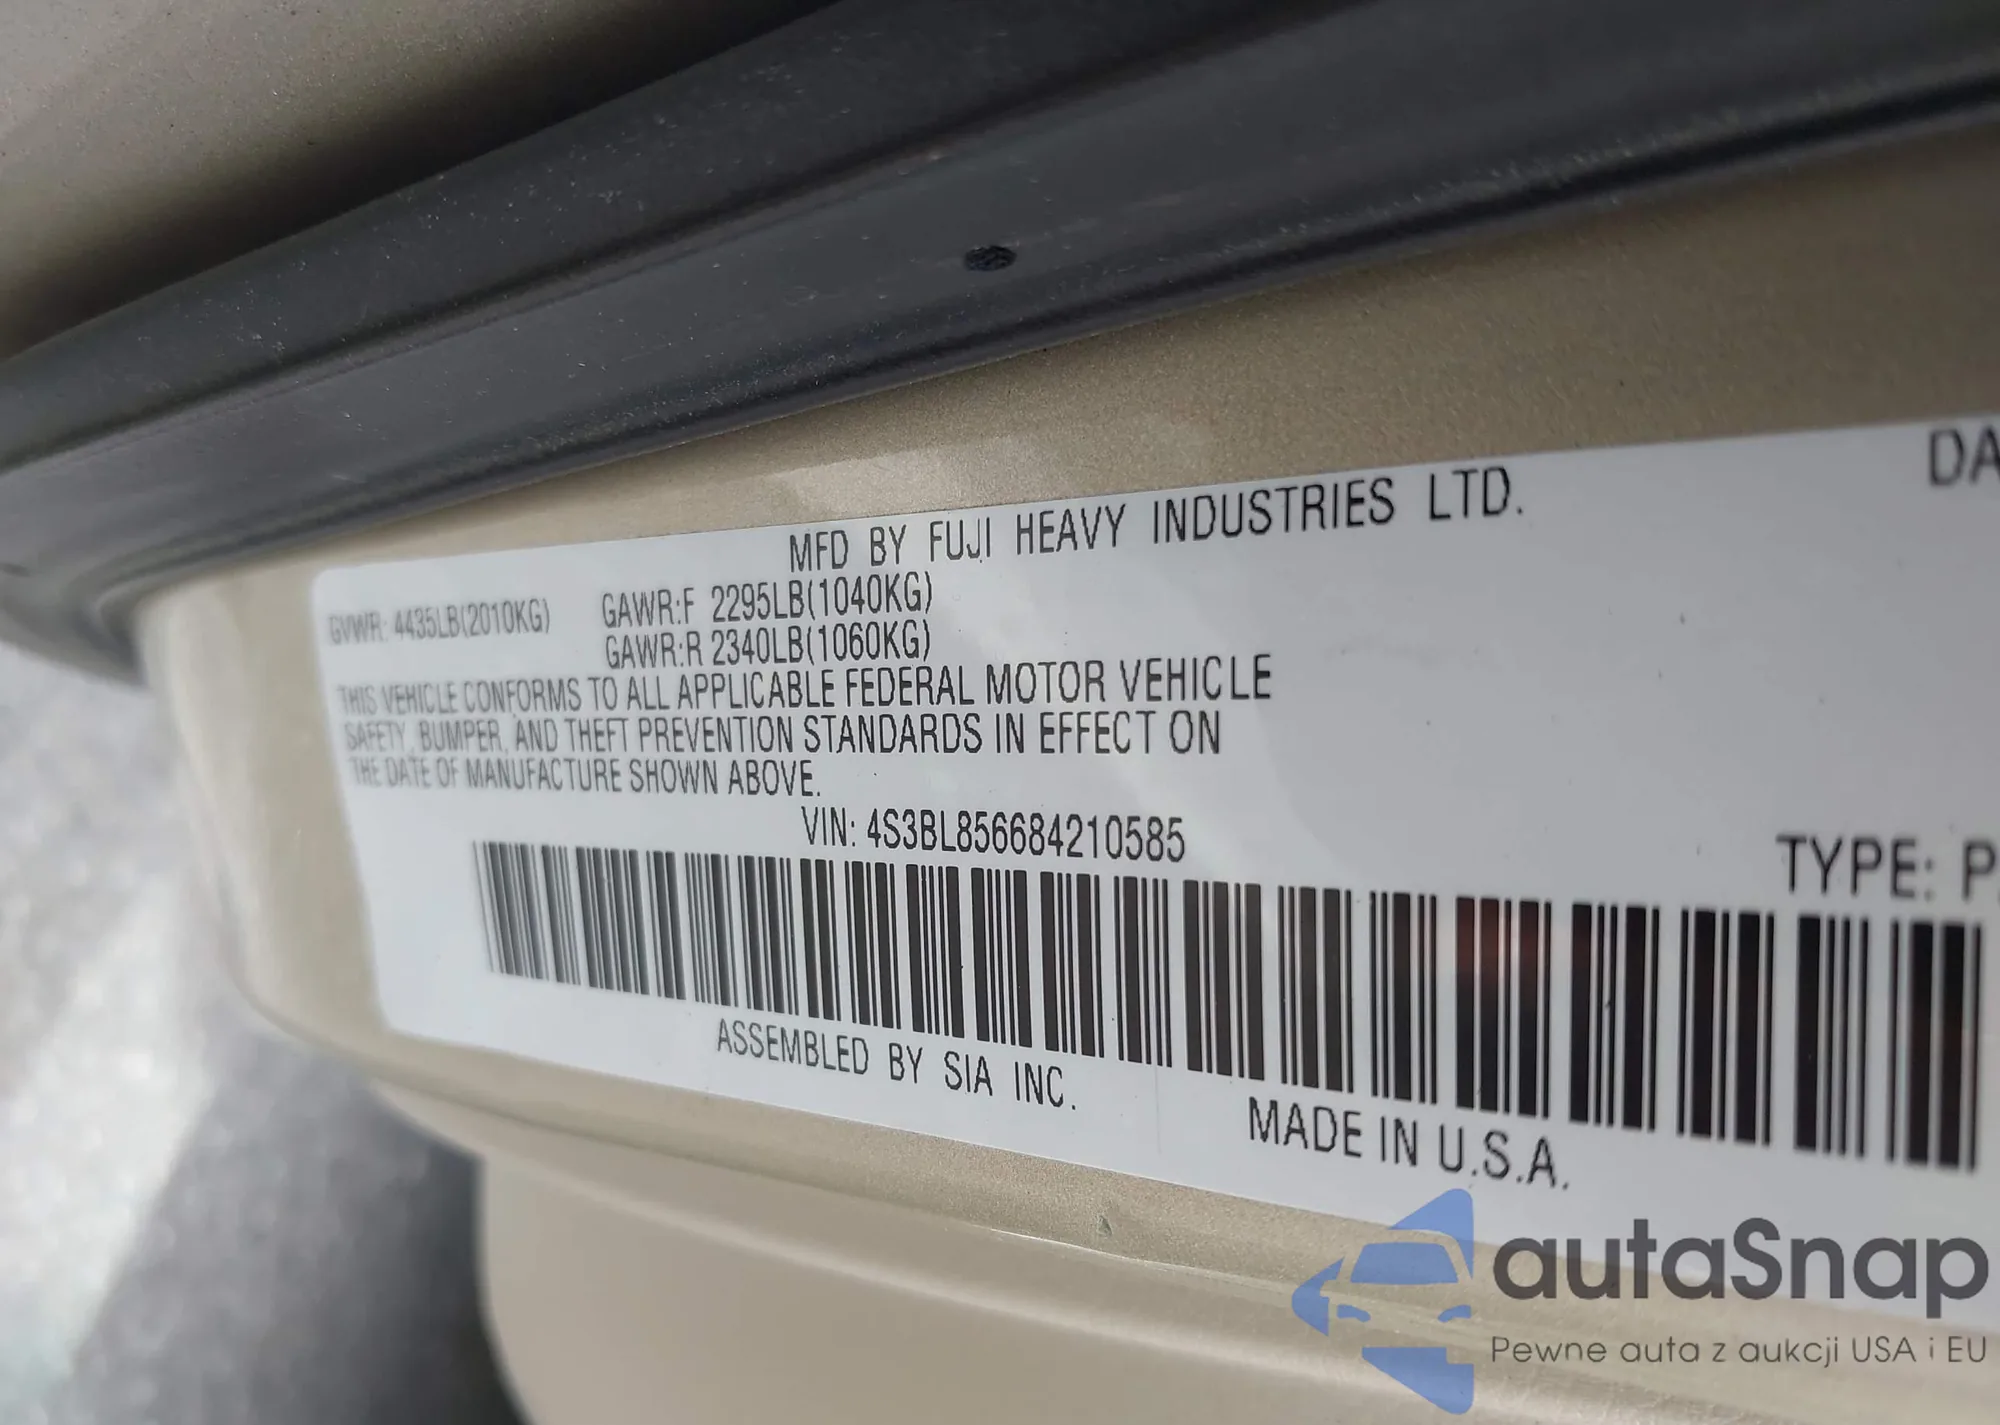 DA
MFD BY FUJI HEAVY INDUSTRIES LTD.
GVWR: 4435LB(2010KG) GAWR:F 2295LB(1040KG)
GAWR:R 2340LB(1060KG)
THIS VEHICLE CONFORMS TO ALL APPLICABLE FEDERAL MOTOR VEHICLE
SAFETY, BUMPER, AND THEFT PREVENTION STANDARDS IN EFFECT ON
THE DATE OF MANUFACTURE SHOWN ABOVE.
VIN: 4S3BL856684210585
TYPE: P
ASSEMBLED BY SIA INC.
MADE IN U.S.A.
autaSnap
Pewne auta z aukcji USA i EU